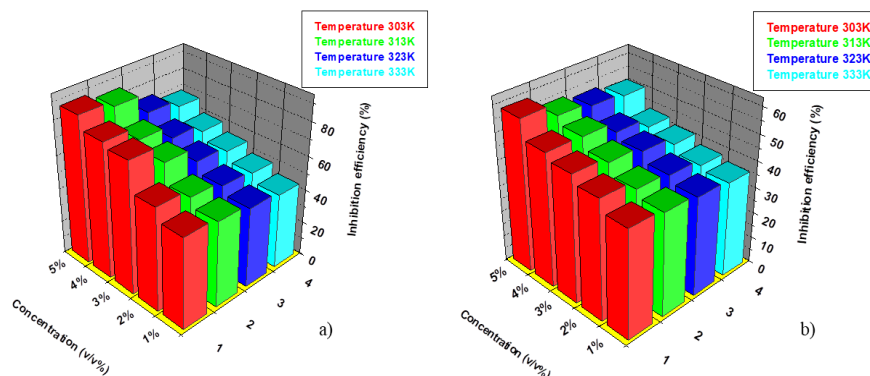 Temperature 303K
Temperature 313K
Temperature 323K
Temperature 333K
80
60
40
20
0
Inhibition efficiency (%)
5%
4%
3%
2%
1%
Concentration (v/v%)
1
2
3
4
a)
Temperature 303K
Temperature 313K
Temperature 323K
Temperature 333K
60
50
40
30
20
10
0
Inhibition efficiency (%)
5%
4%
3%
2%
1%
Concentration (v/v%)
1
2
3
4
b)